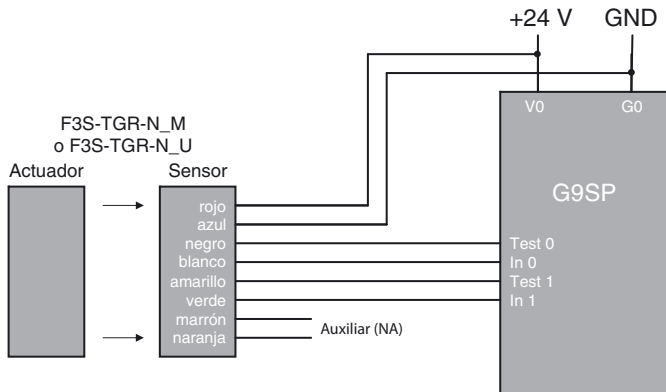 +24 V GND
V0 G0
F3S-TGR-N_M
o F3S-TGR-N_U
Actuador Sensor
G9SP
rojo
azul
negro Test 0
blanco In 0
amarillo Test 1
verde In 1
marrón
naranja
Auxiliar (NA)